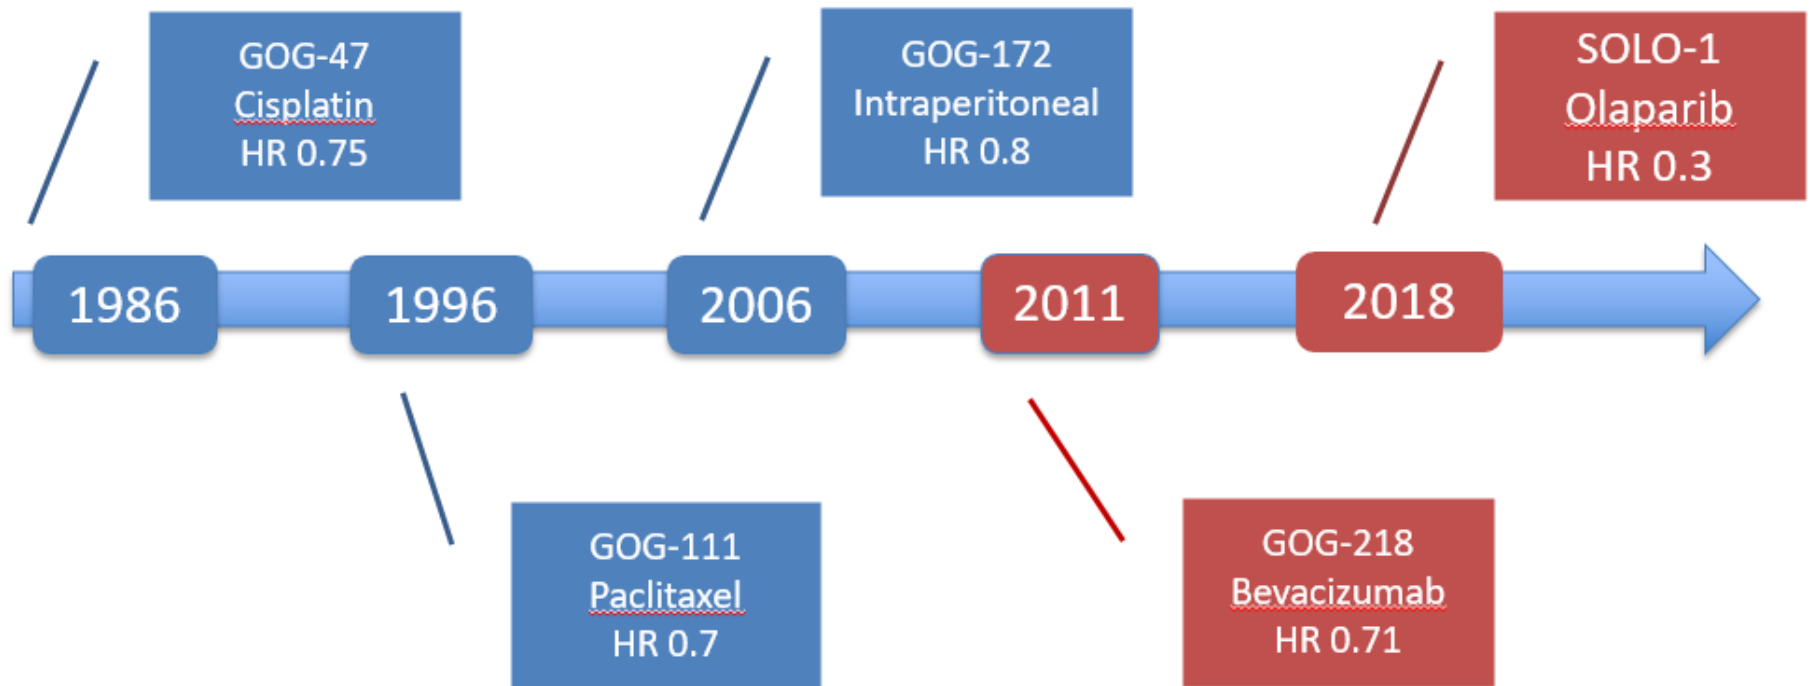 GOG-47
Cisplatin
HR 0.75
GOG-172
Intraperitoneal
HR 0.8
SOLO-1
Olaparib
HR 0.3
1986
1996
2006
2011
2018
GOG-111
Paclitaxel
HR 0.7
GOG-218
Bevacizumab
HR 0.71